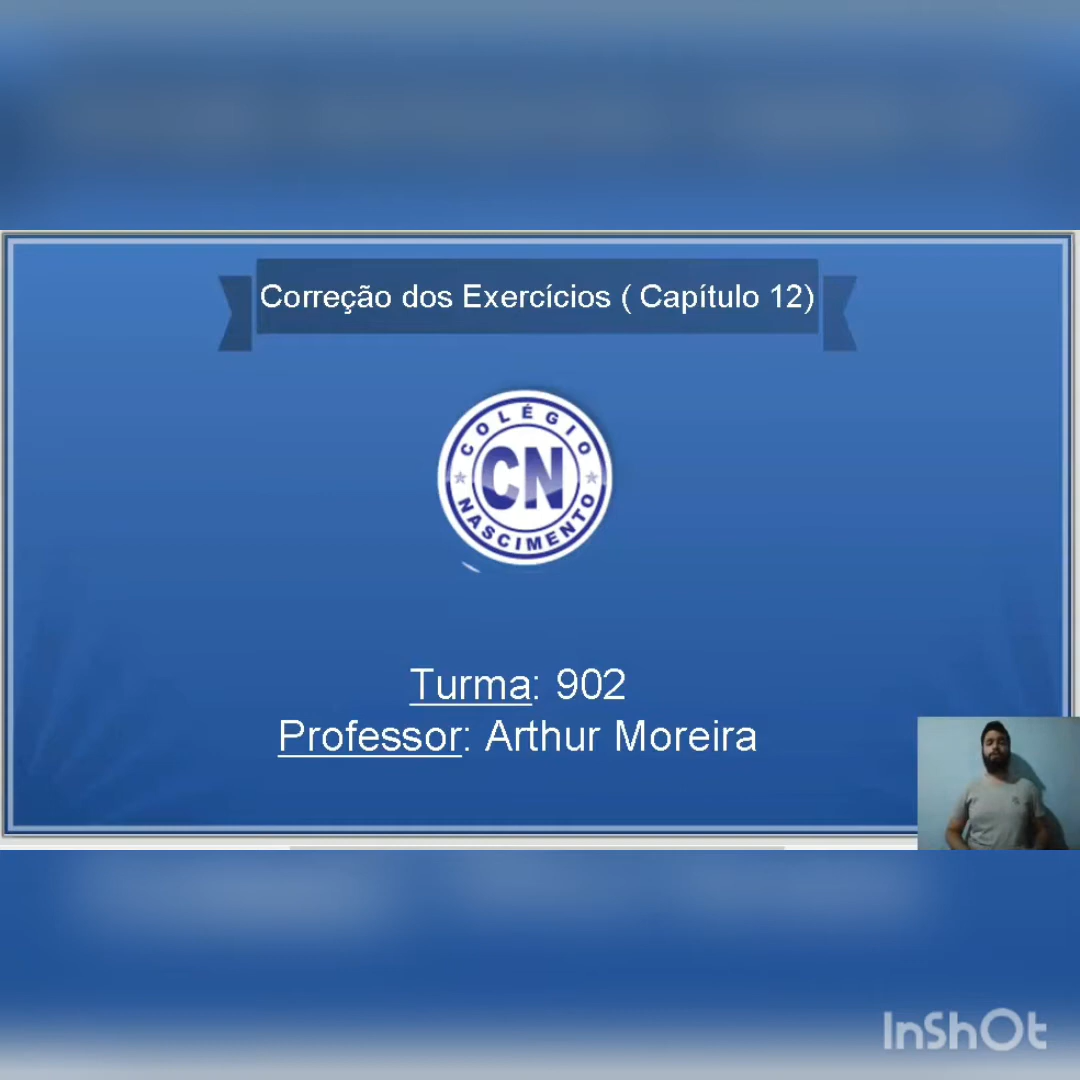 Correção dos Exercícios ( Capítulo 12)
COLÉGIO
CN
NASCIMENTO
Turma: 902
Professor: Arthur Moreira
InShOt